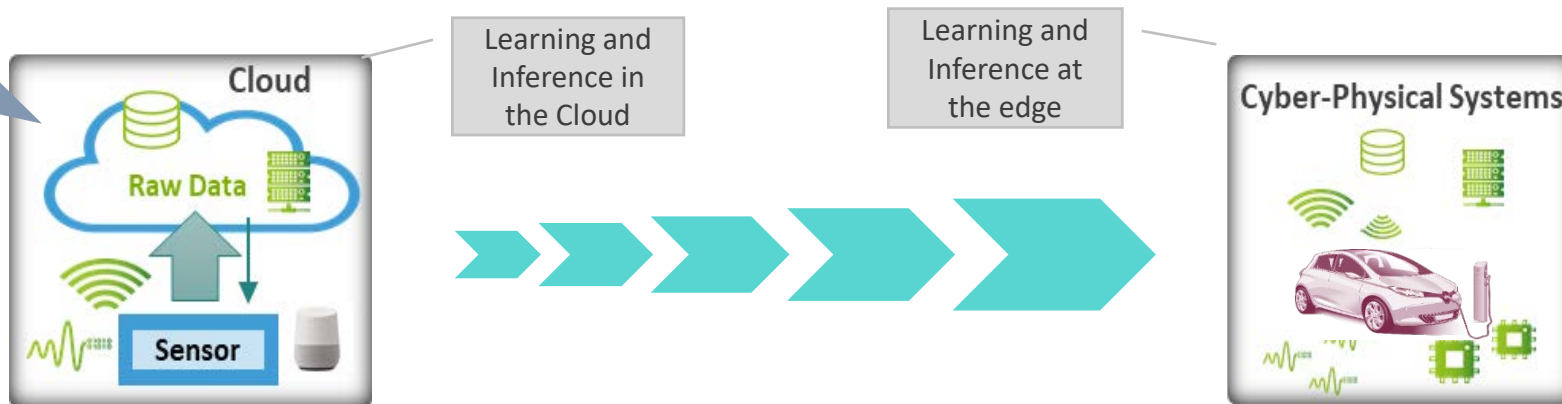 Cloud
Raw Data
Sensor
Learning and
Inference in
the Cloud
Learning and
Inference at
the edge
Cyber-Physical Systems